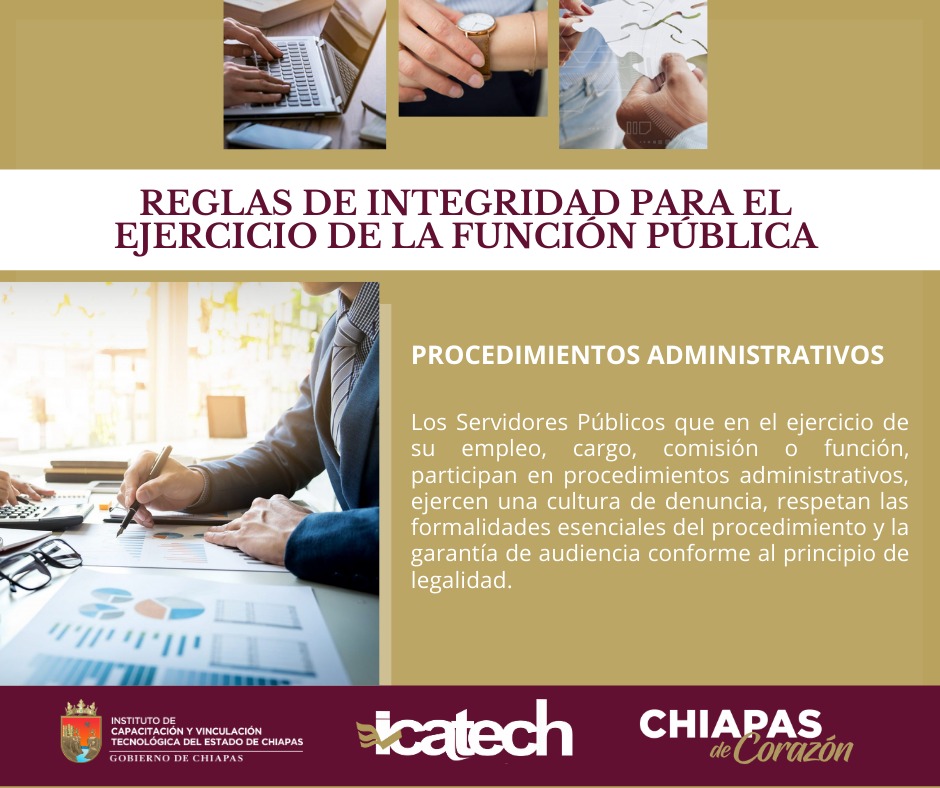 REGLAS DE INTEGRIDAD PARA EL
EJERCICIO DE LA FUNCIÓN PÚBLICA
PROCEDIMIENTOS ADMINISTRATIVOS
Los Servidores Públicos que en el ejercicio de
su empleo, cargo, comisión o función,
participan en procedimientos administrativos,
ejercen una cultura de denuncia, respetan las
formalidades esenciales del procedimiento y la
garantía de audiencia conforme al principio de
legalidad.
INSTITUTO DE
CAPACITACIÓN Y VINCULACIÓN
TECNOLÓGICA DEL ESTADO DE CHIAPAS
GOBIERNO DE CHIAPAS
icatech
CHIAPAS
de Corazón